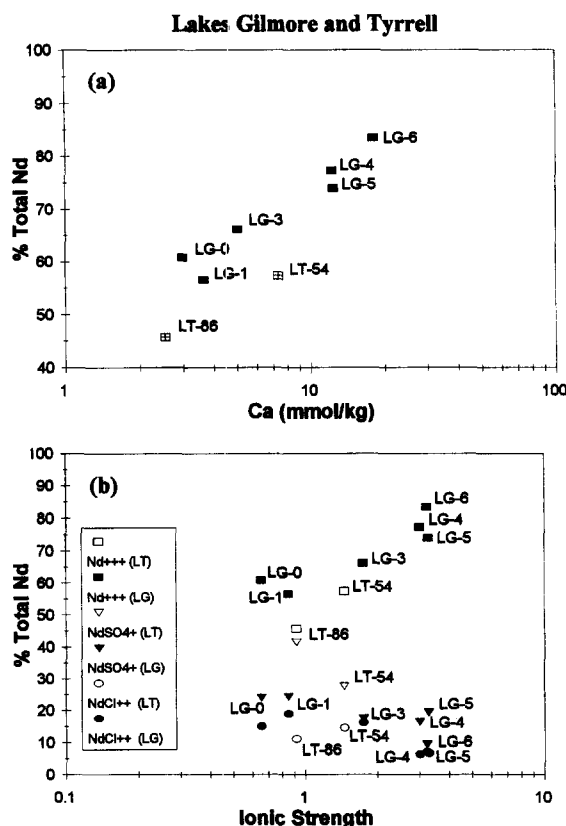 Lakes Gilmore and Tyrrell
(a)
% Total Nd
100
90
80
70
60
50
40
LG-6
LG-4
LG-5
LG-3
LG-0
LG-1
LT-54
LT-86
1
10
100
Ca (mmol/kg)
(b)
% Total Nd
100
90
80
70
60
50
40
30
20
10
0
Nd+++ (LT)
Nd+++ (LG)
NdSO4+ (LT)
NdSO4+ (LG)
NdCl++ (LT)
NdCl++ (LG)
LG-6
LG-4
LG-5
LG-3
LG-0
LG-1
LT-54
LT-86
LT-54
LG-0
LG-1
LG-3
LG-5
LG-4
LT-86
LT-54
LG-6
LG-4
LG-5
0.1
1
10
Ionic Strength